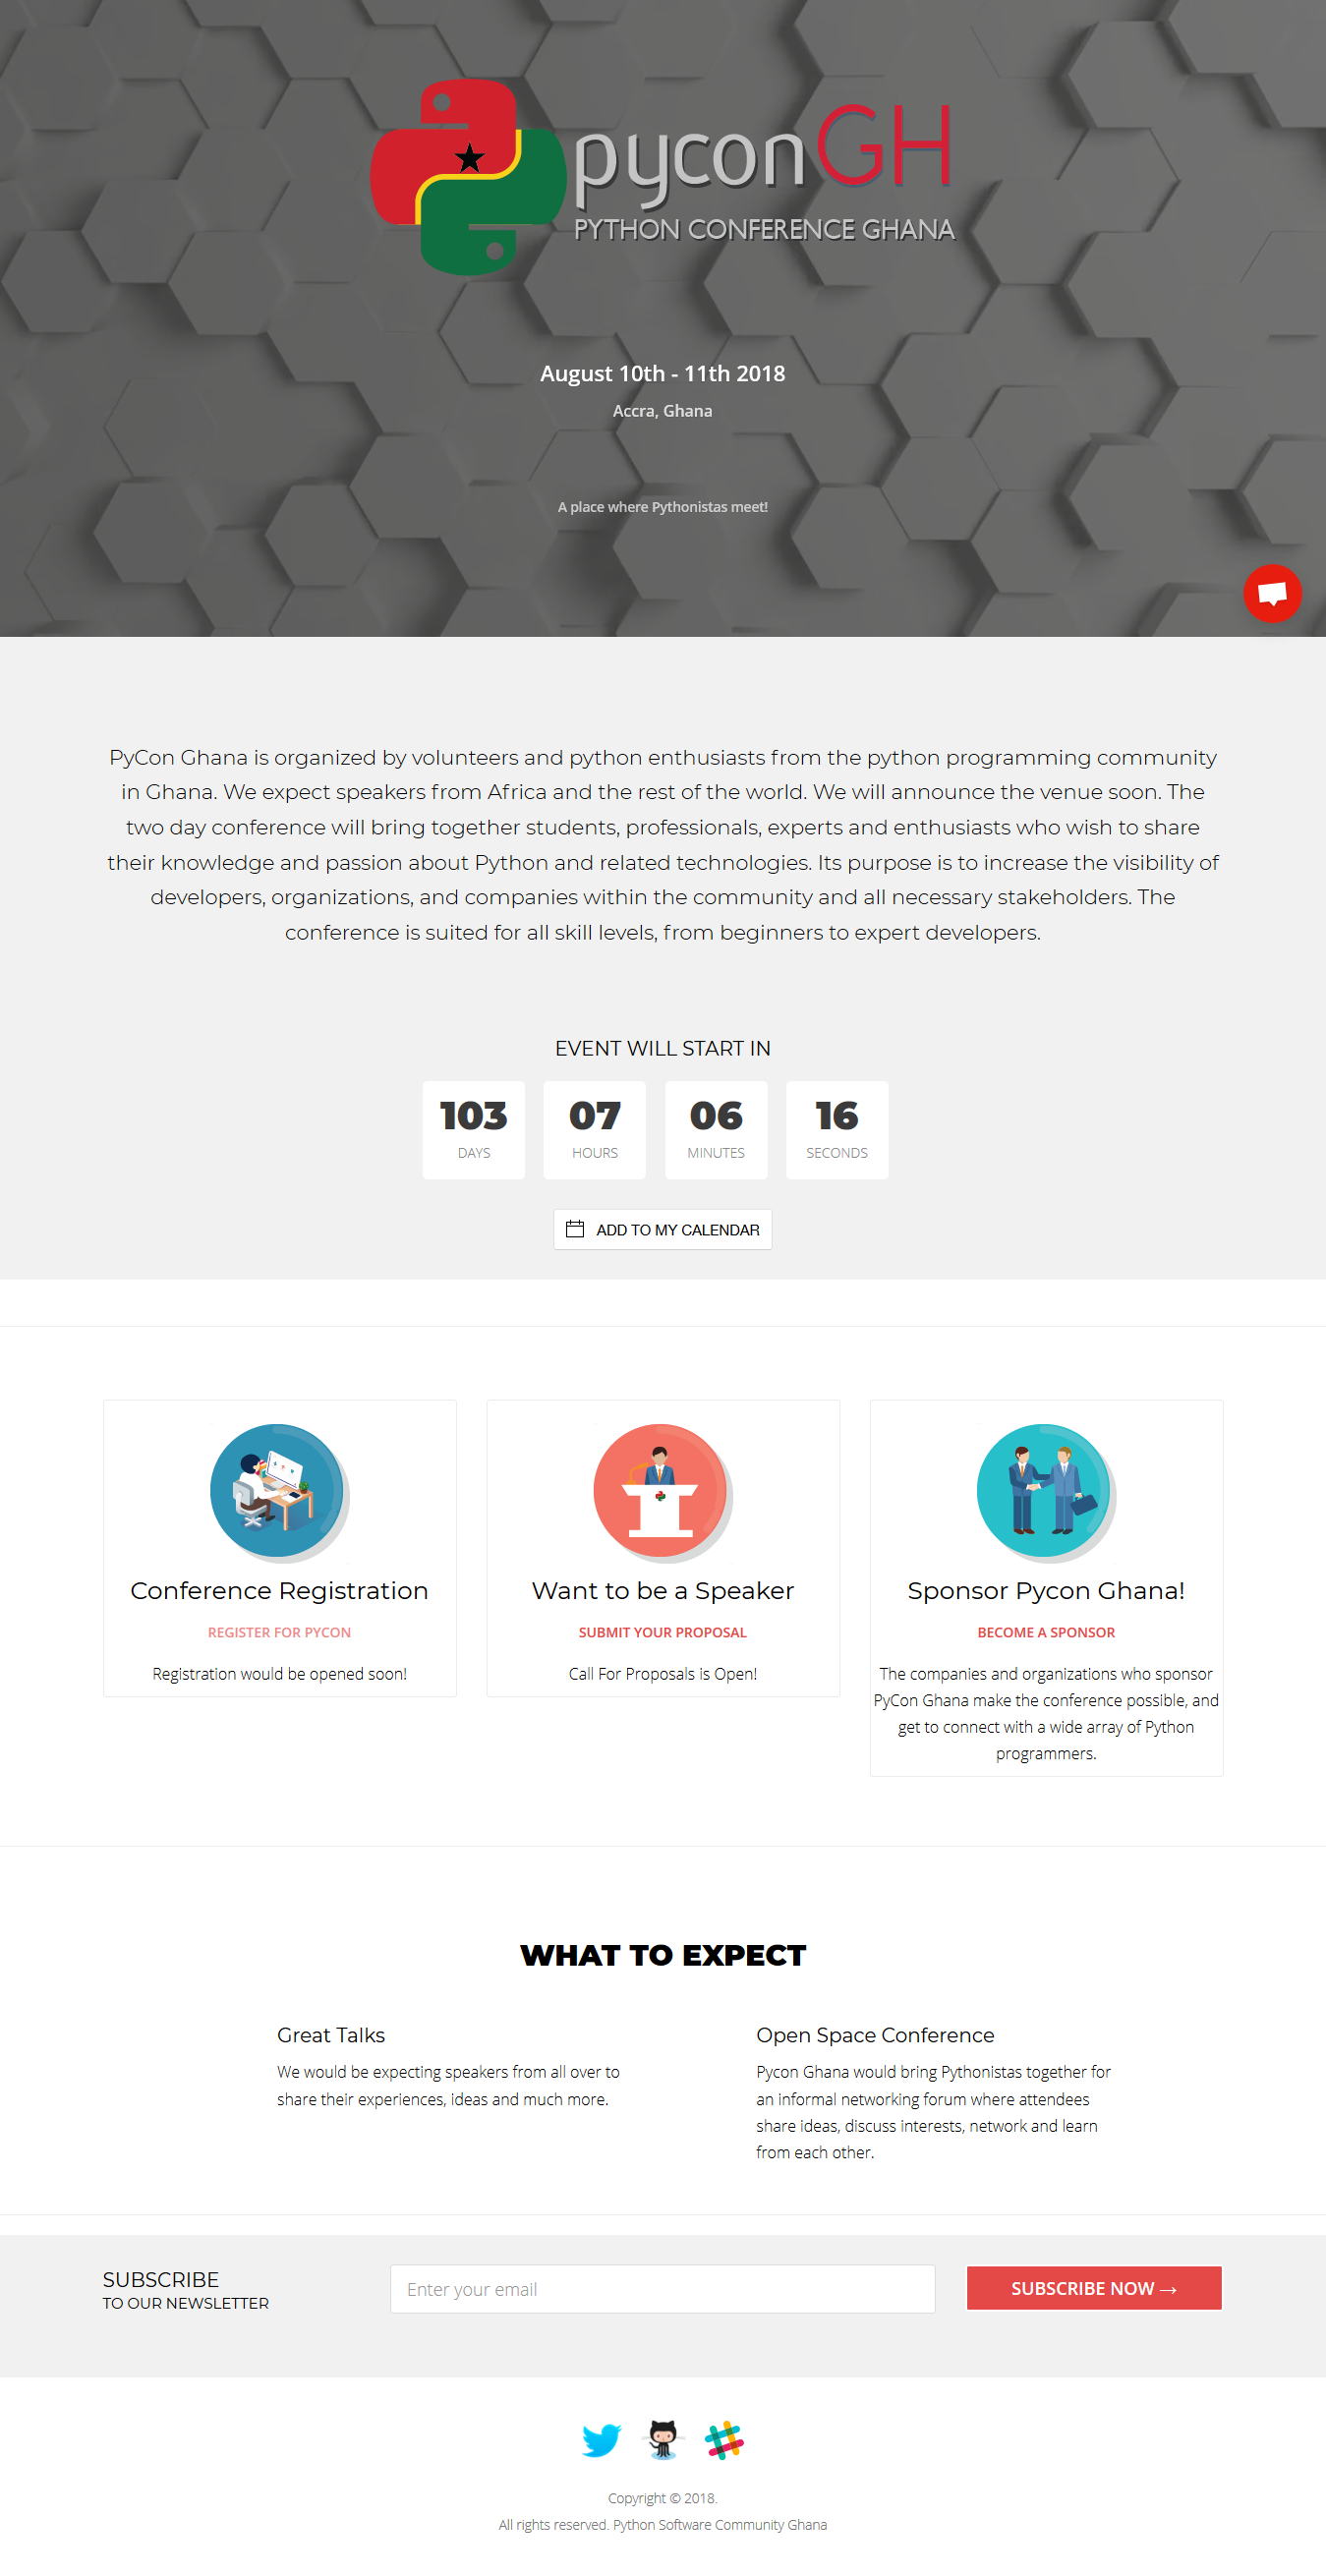 pyconGH
PYTHON CONFERENCE GHANA
August 10th - 11th 2018
Accra, Ghana
A place where Pythonistas meet!
PyCon Ghana is organized by volunteers and python enthusiasts from the python programming community
in Ghana. We expect speakers from Africa and the rest of the world. We will announce the venue soon. The
two day conference will bring together students, professionals, experts and enthusiasts who wish to share
their knowledge and passion about Python and related technologies. Its purpose is to increase the visibility of
developers, organizations, and companies within the community and all necessary stakeholders. The
conference is suited for all skill levels, from beginners to expert developers.
EVENT WILL START IN
103 07 06 16
DAYS HOURS MINUTES SECONDS
ADD TO MY CALENDAR
Conference Registration
REGISTER FOR PYCON
Registration would be opened soon!
Want to be a Speaker
SUBMIT YOUR PROPOSAL
Call For Proposals is Open!
Sponsor Pycon Ghana!
BECOME A SPONSOR
The companies and organizations who sponsor
PyCon Ghana make the conference possible, and
get to connect with a wide array of Python
programmers.
WHAT TO EXPECT
Great Talks
We would be expecting speakers from all over to
share their experiences, ideas and much more.
Open Space Conference
Pycon Ghana would bring Pythonistas together for
an informal networking forum where attendees
share ideas, discuss interests, network and learn
from each other.
SUBSCRIBE
TO OUR NEWSLETTER
Enter your email
SUBSCRIBE NOW →
Copyright © 2018.
All rights reserved. Python Software Community Ghana